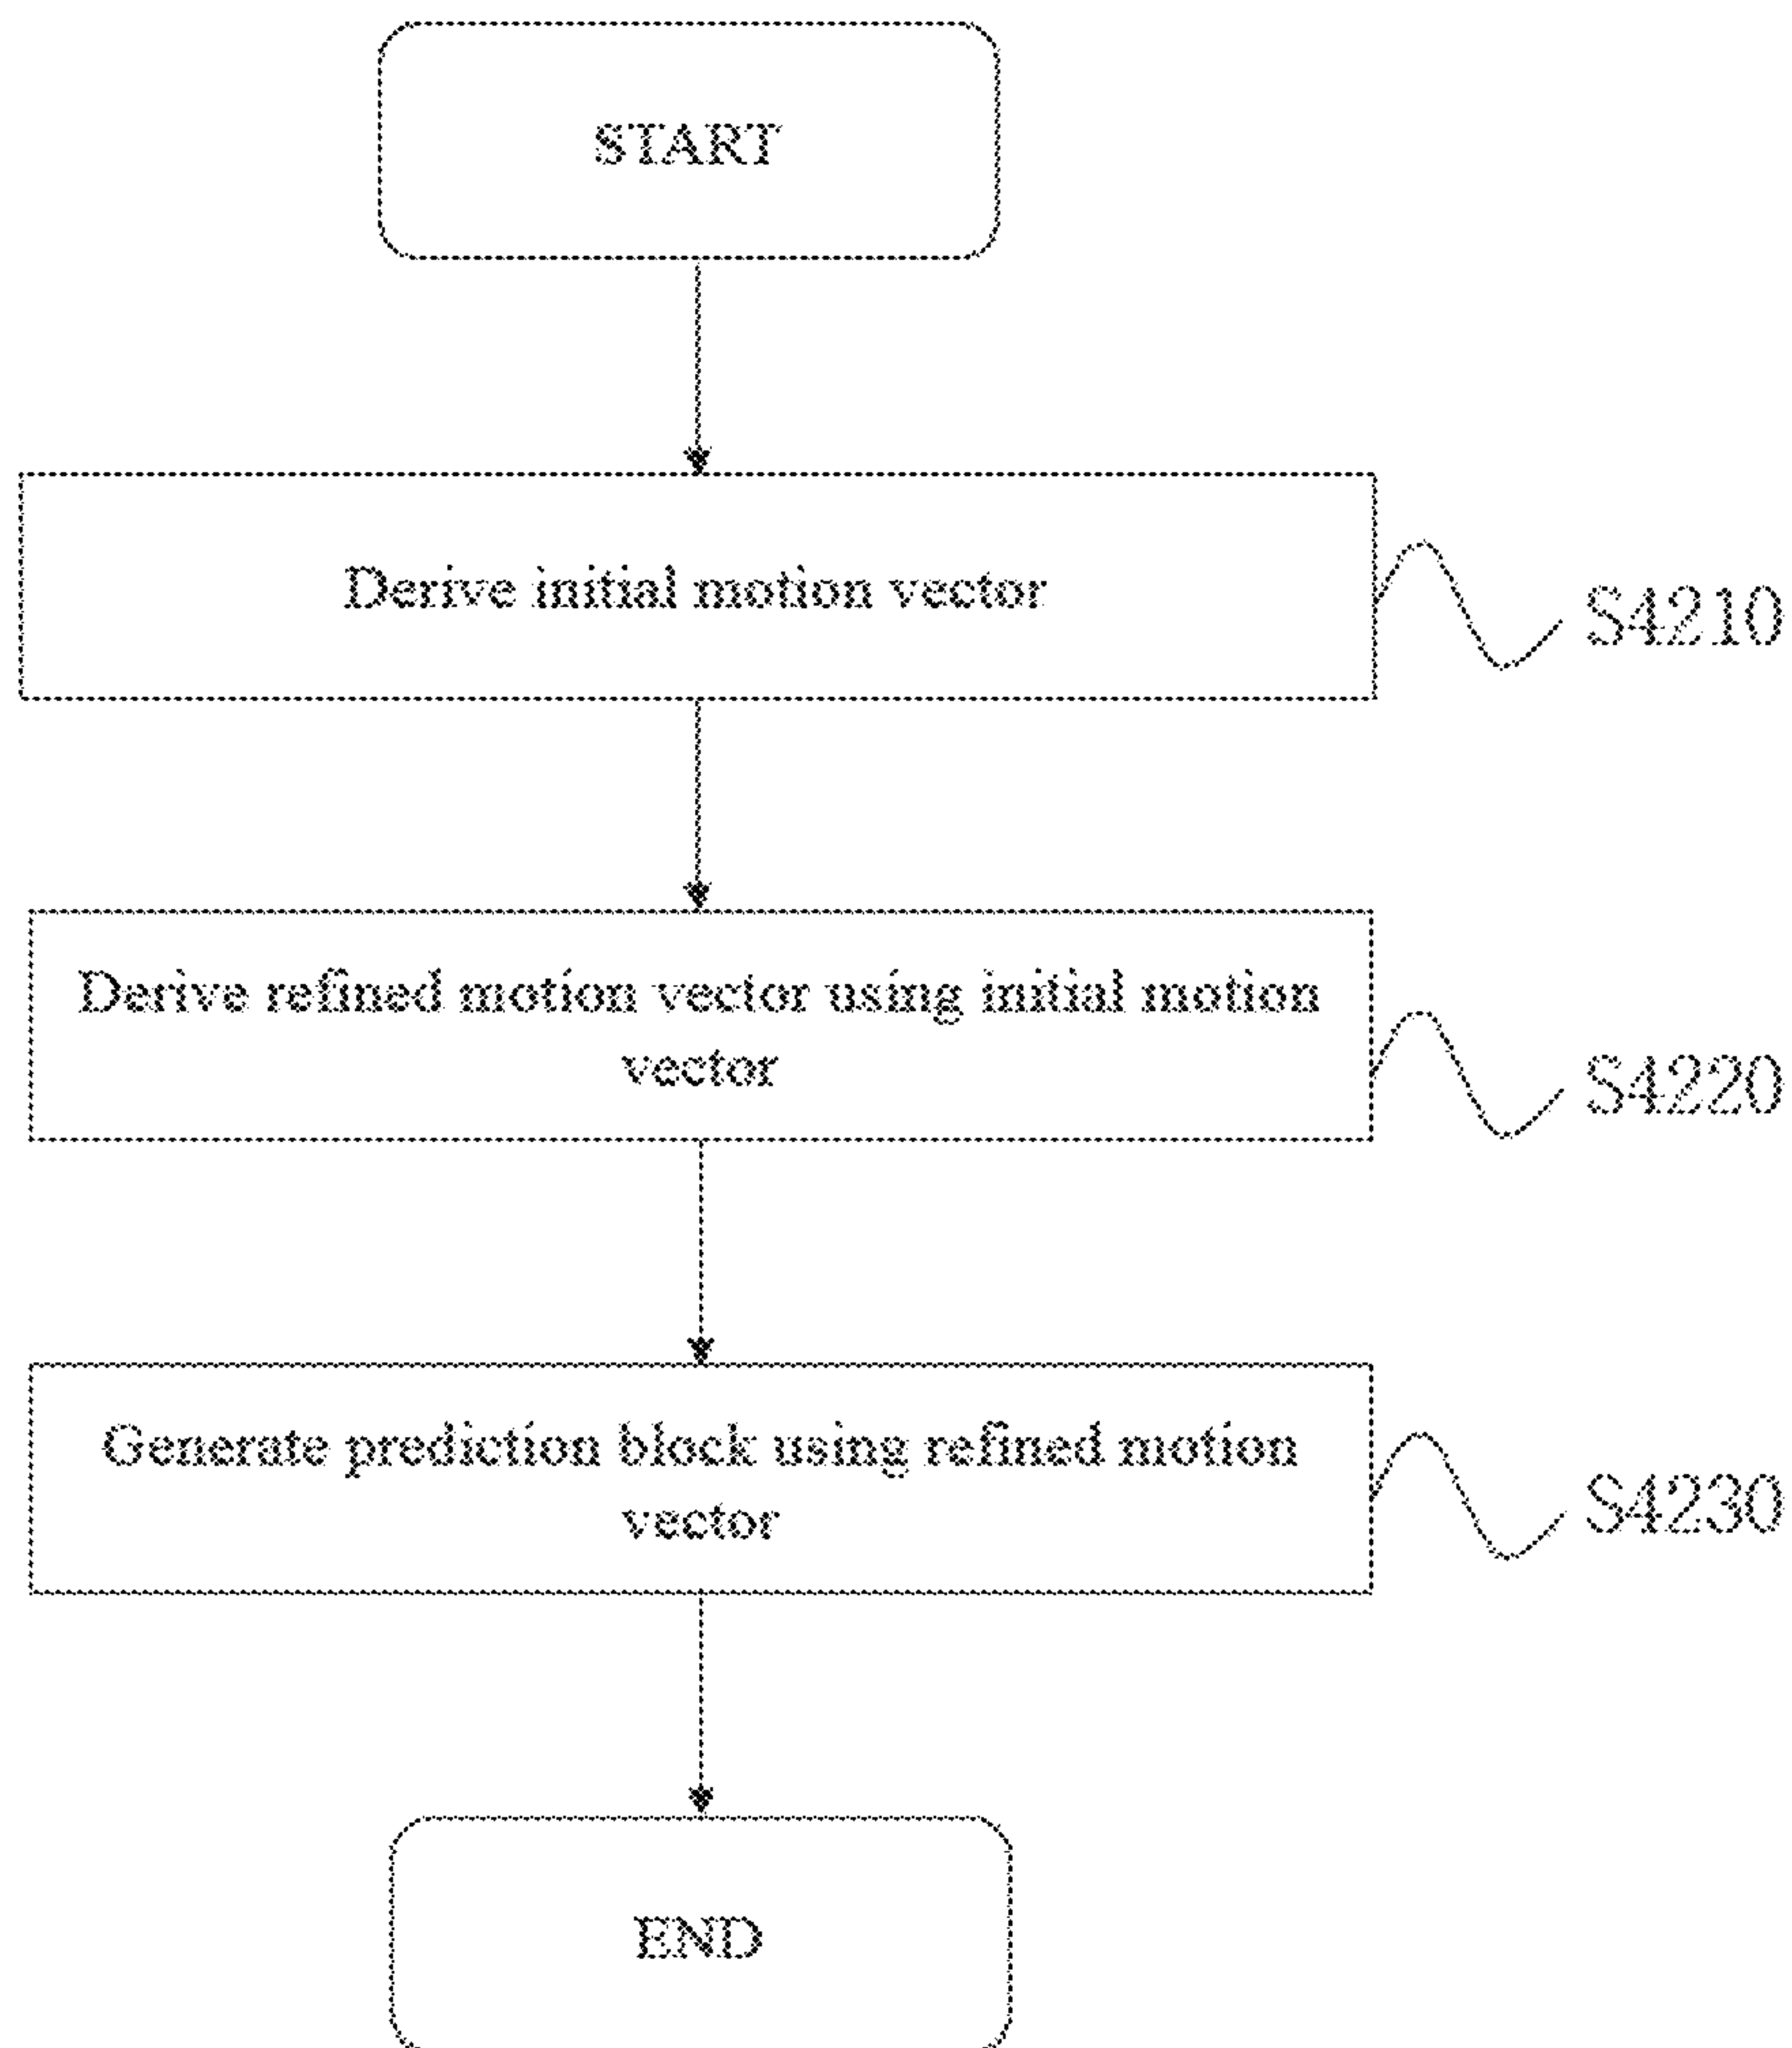 START
Derive initial motion vector
S4210
Derive refined motion vector using initial motion
vector
S4220
Generate prediction block using refined motion
vector
S4230
END